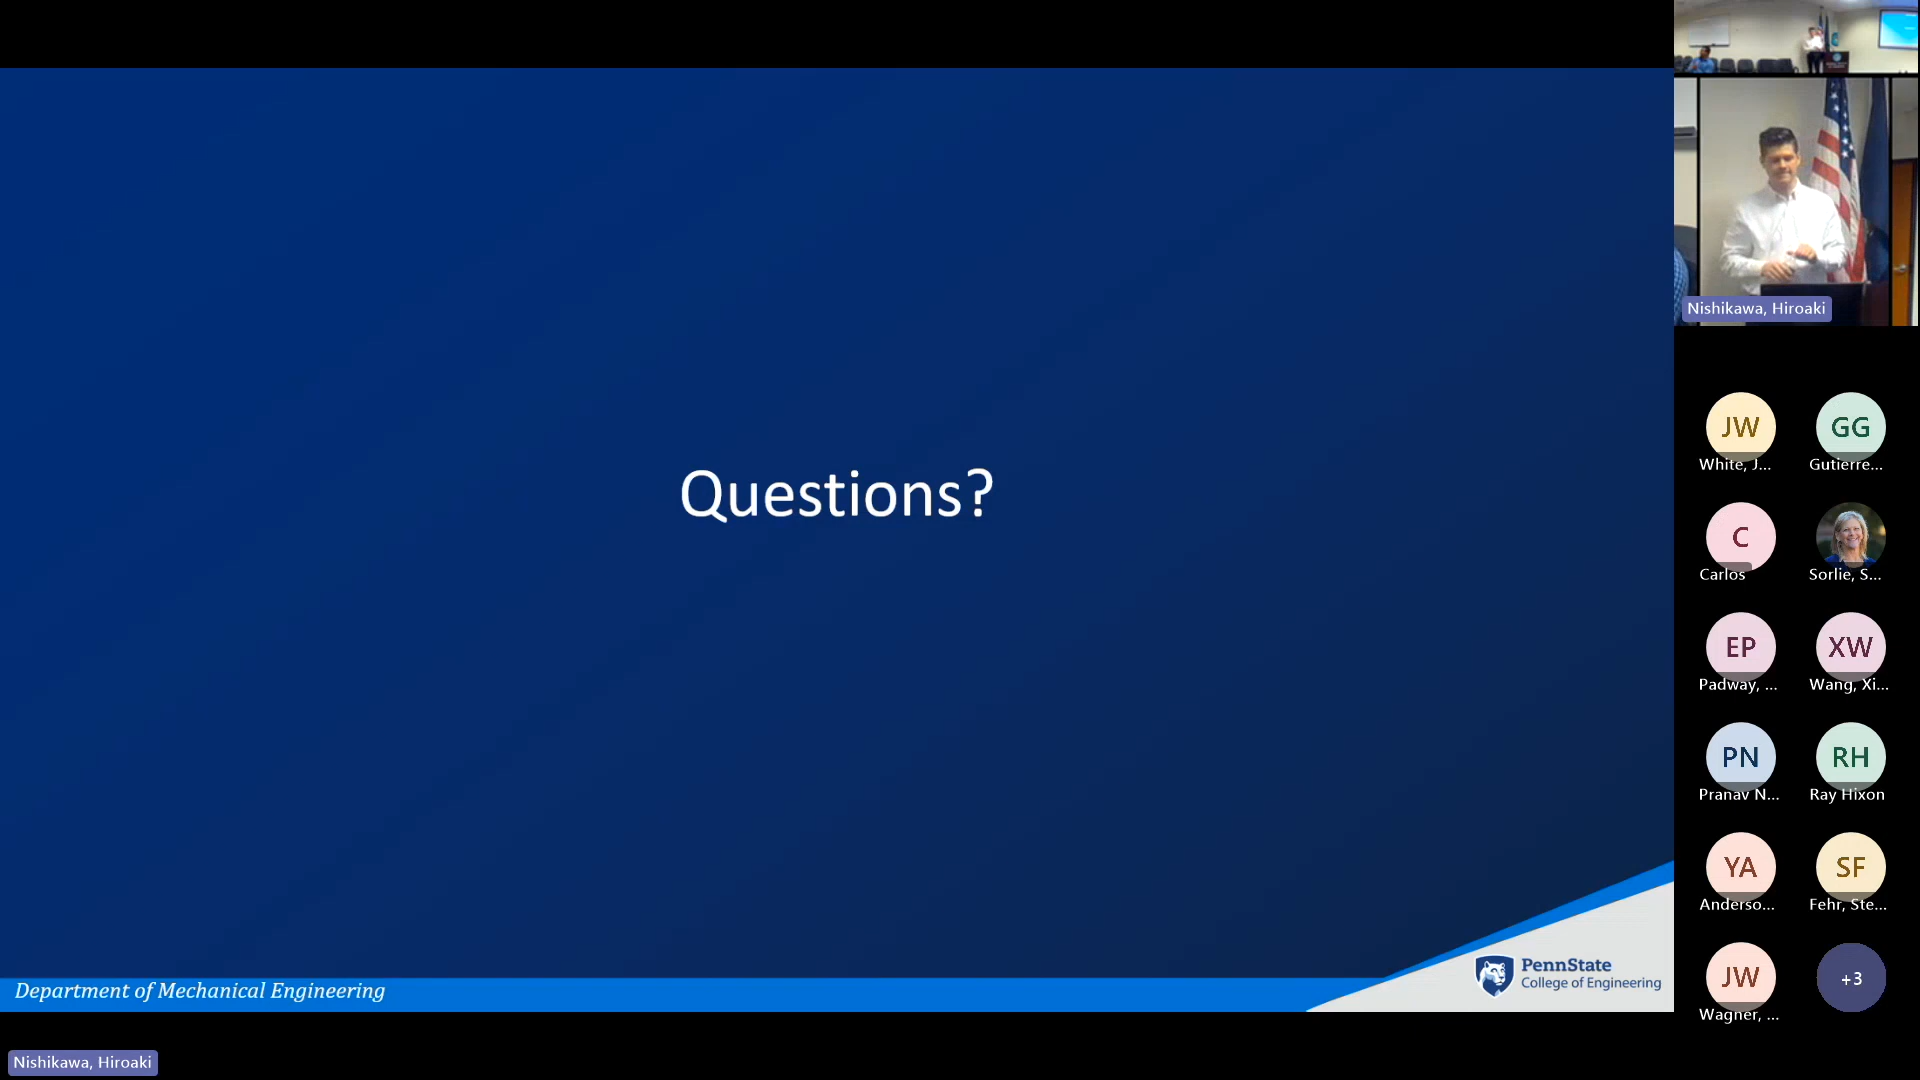 Questions?
Department of Mechanical Engineering
PennState
College of Engineering
Nishikawa, Hiroaki
Nishikawa, Hiroaki
JW
White, J...
GG
Gutierre...
C
Carlos
Sorlie, S...
EP
Padway, ...
XW
Wang, Xi...
PN
Pranav N...
RH
Ray Hixon
YA
Anderso...
SF
Fehr, Ste...
JW
Wagner, ...
+3